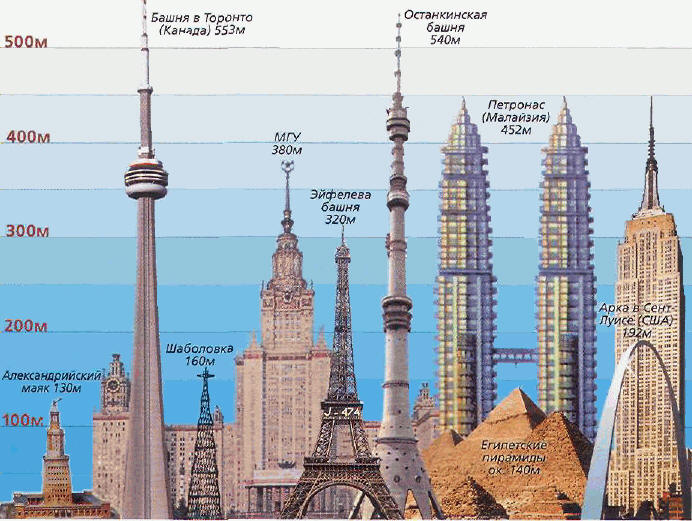 Башня в Торонто
(Канада) 553м
Останкинская
башня
540м
500м
Петронас
(Малайзия)
452м
400м
МГУ
380м
Эйфелева
башня
320м
300м
Арка в Сент
Луисе (США)
192м
200м
Шаболовка
160м
Александрийский
маяк 130м
J - 474
100м
Египетские
пирамиды
ок. 140м